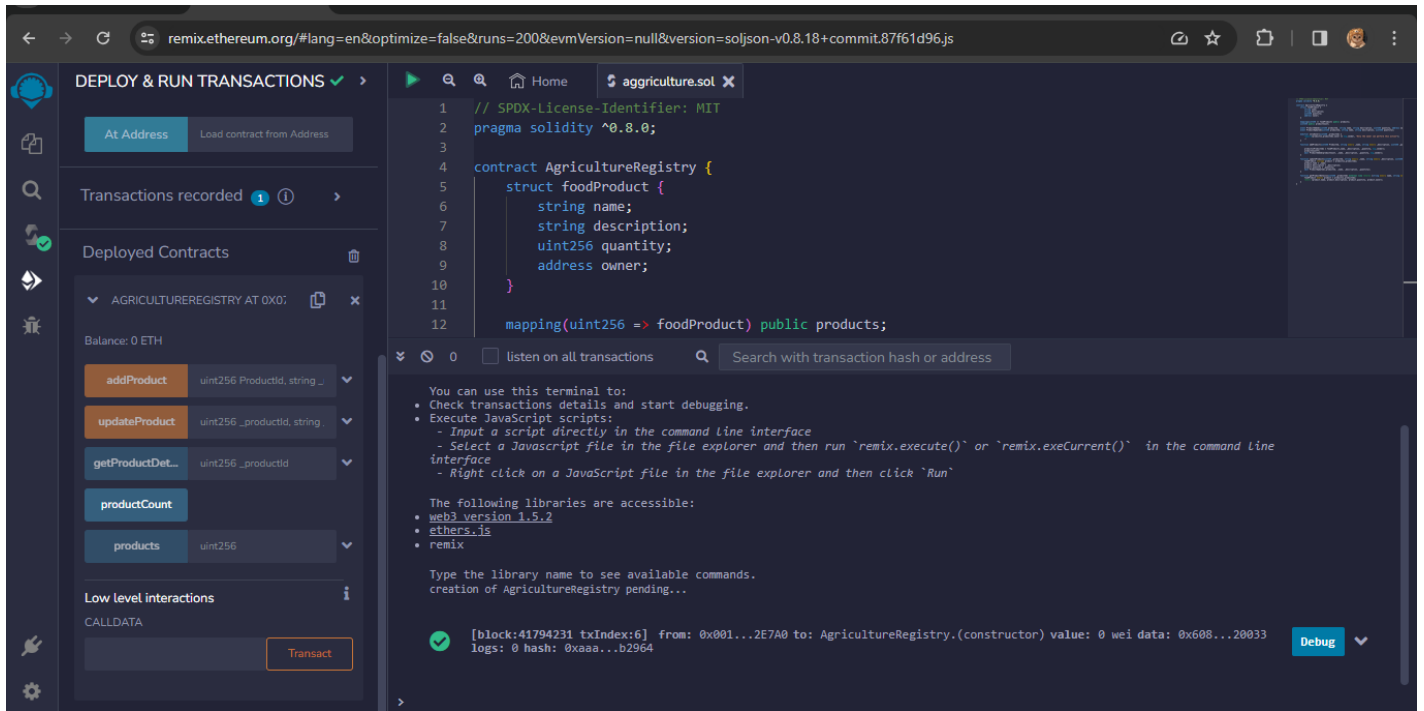 remix.ethereum.org/#lang=en&optimize=false&runs=200&evmVersion=null&version=soljson-v0.8.18+commit.87f61d96.js
DEPLOY & RUN TRANSACTIONS
At Address
Load contract from Address
Transactions recorded 1
Deployed Contracts
AGRICULTUREREGISTRY AT 0X07
Balance: 0 ETH
addProduct
uint256 ProductId, string _
updateProduct
uint256 _productId, string
getProductDet...
uint256 _productId
productCount
products
uint256
Low level interactions
CALLDATA
Transact
Home
aggriculture.sol
1 // SPDX-License-Identifier: MIT
2 pragma solidity ^0.8.0;
3
4 contract AgricultureRegistry {
5 struct foodProduct {
6 string name;
7 string description;
8 uint256 quantity;
9 address owner;
10 }
11
12 mapping(uint256 => foodProduct) public products;
0
listen on all transactions
Search with transaction hash or address
You can use this terminal to:
• Check transactions details and start debugging.
• Execute JavaScript scripts:
- Input a script directly in the command line interface
- Select a Javascript file in the file explorer and then run `remix.execute()` or `remix.exeCurrent()` in the command line
interface
- Right click on a JavaScript file in the file explorer and then click `Run`
The following libraries are accessible:
• web3 version 1.5.2
• ethers.js
• remix
Type the library name to see available commands.
creation of AgricultureRegistry pending...
[block:41794231 txIndex:6] from: 0x001...2E7A0 to: AgricultureRegistry.(constructor) value: 0 wei data: 0x608...20033
logs: 0 hash: 0xaaa...b2964
Debug
>